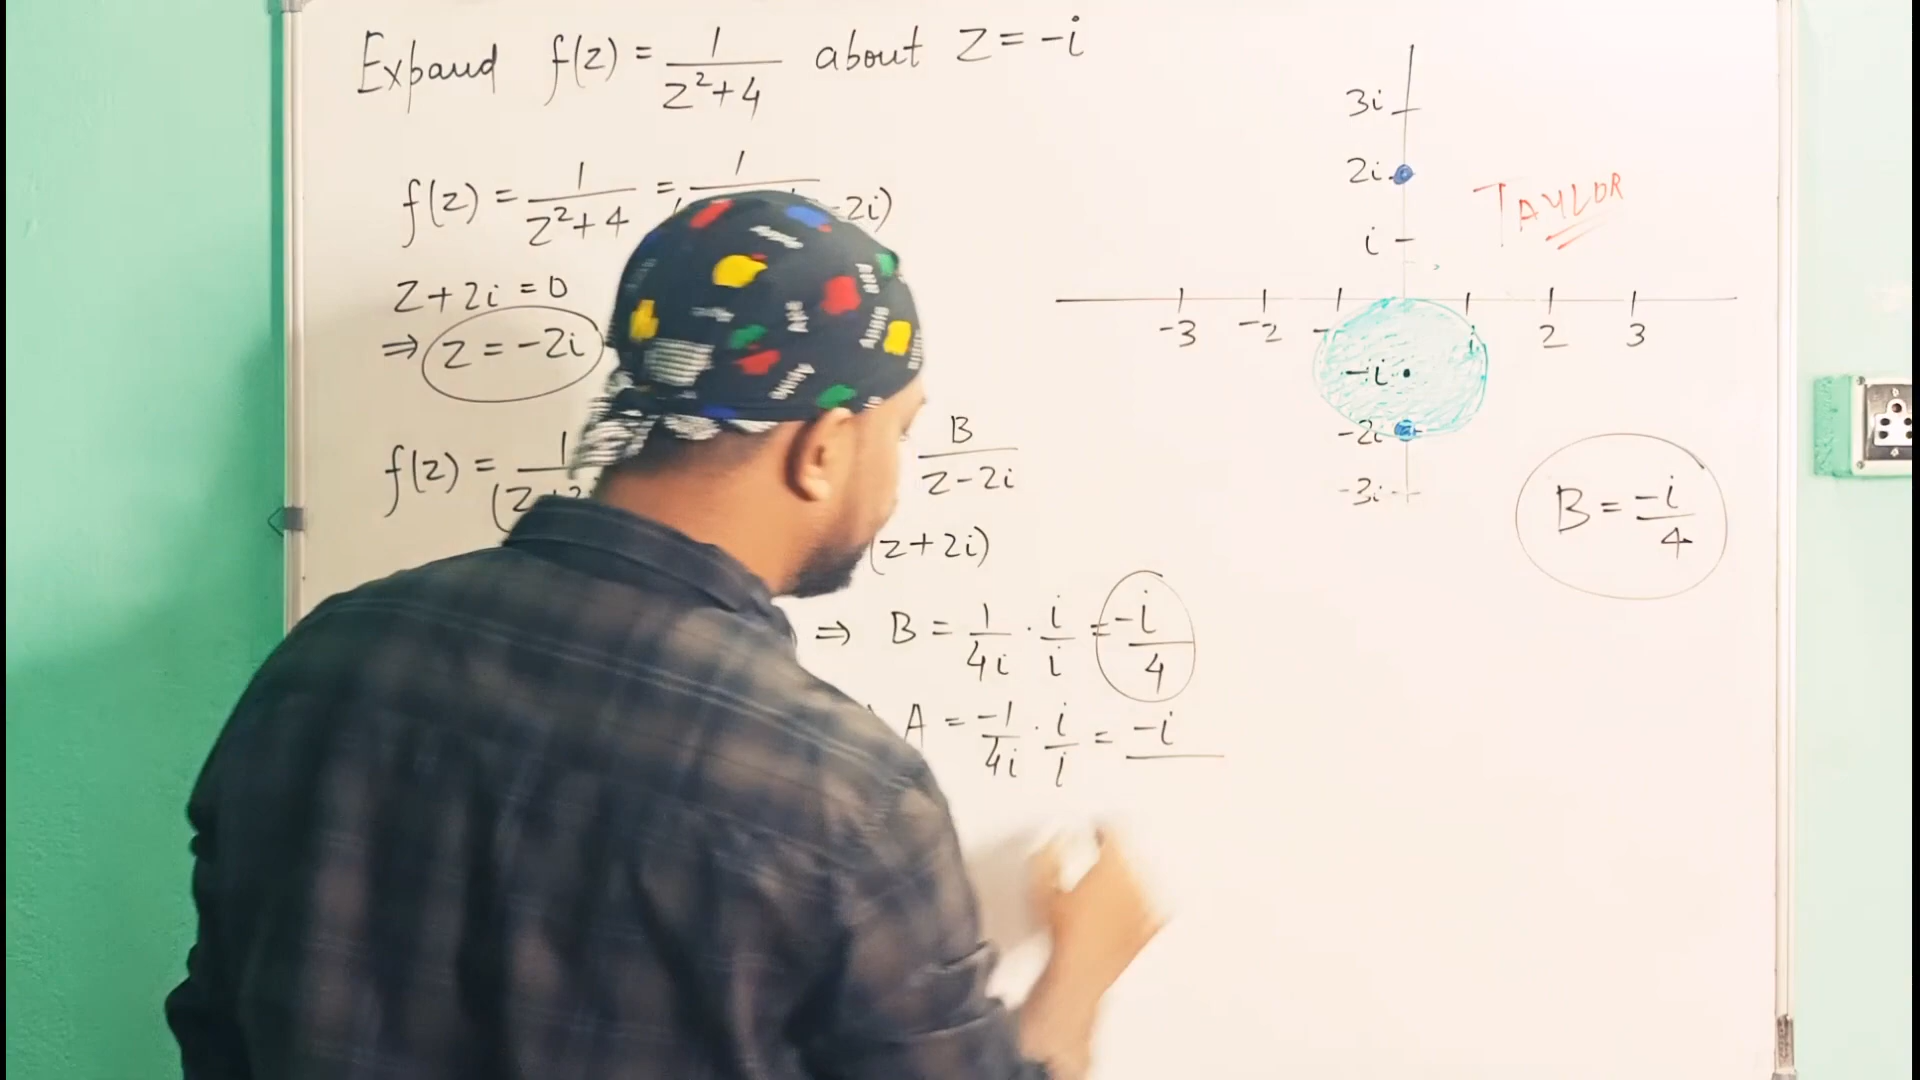 Expand f(z) = 1/(z²+4) about z = -i
f(z) = 1/(z²+4) = 1/ -2i)
z+2i = 0
⇒ z = -2i
f(z) = 1/(z+2 B/(z-2i)
(z+2i)
⇒ B = 1/4i · i/i = -i/4
A = -1/4i · i/i = -i/
3i
2i
i
TAYLOR
-3 -2 1 2 3
-i
-2i
-3i
B = -i/4